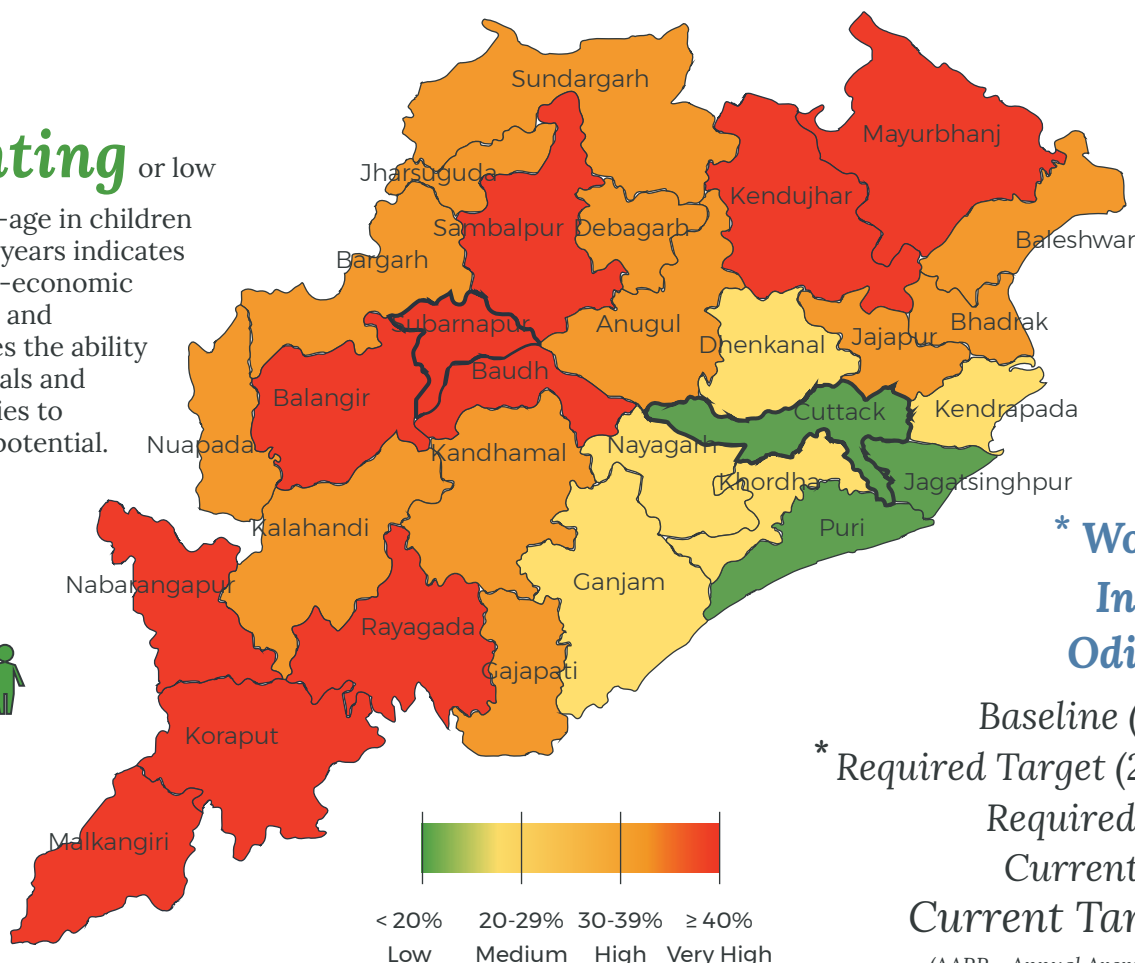 nting or low
-age in children
years indicates
-economic
and
es the ability
als and
ies to
potential.
Sundargarh
Mayurbhanj
Jharsuguda
Kendujhar
Sambalpur
Debagarh
Baleshwar
Bargarh
Subarnapur
Anugul
Bhadrak
Jajapur
Dhenkanal
Baudh
Balangir
Cuttack
Kendrapada
Nuapada
Nayagarh
Kandhamal
Khordha
Jagatsinghpur
Kalahandi
Puri
Nabarangapur
Ganjam
Rayagada
Gajapati
Koraput
Malkangiri
* Wo
In
Odi
Baseline (
* Required Target (2
Required
Current
Current Tar
< 20% 20-29% 30-39% ≥ 40%
Low Medium High Very High